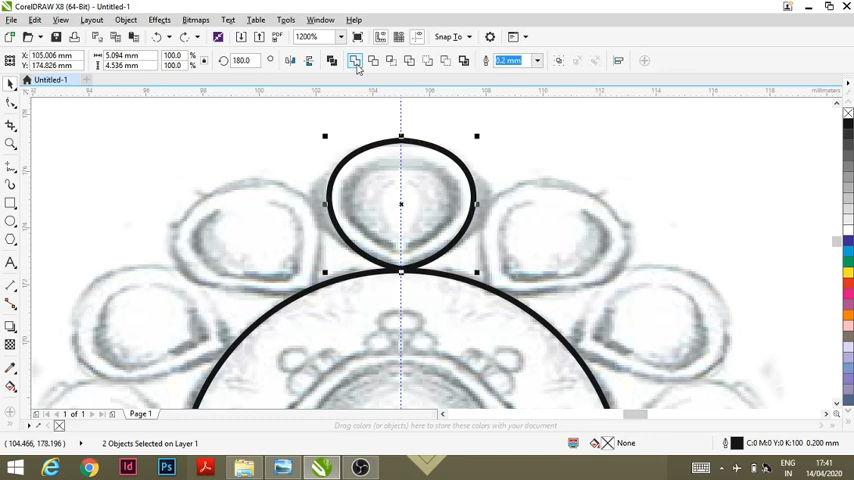 CorelDRAW X8 (64-Bit) - Untitled-1
File Edit View Layout Object Effects Bitmaps Text Table Tools Window Help
1200% Snap To
X: 105.006 mm 5.094 mm 100.0 %
Y: 174.826 mm 4.536 mm 100.0 %
180.0 °
0.2 mm
Untitled-1
92 98 100 102 104 106 108 110 112 114 116 118 millimeters
1 of 1 Page 1
Drag colors (or objects) here to store these colors with your document
(104.466, 178.196) 2 Objects Selected on Layer 1 None C:0 M:0 Y:0 K:100 0.200 mm
ENG 17:41
IN 14/04/2020